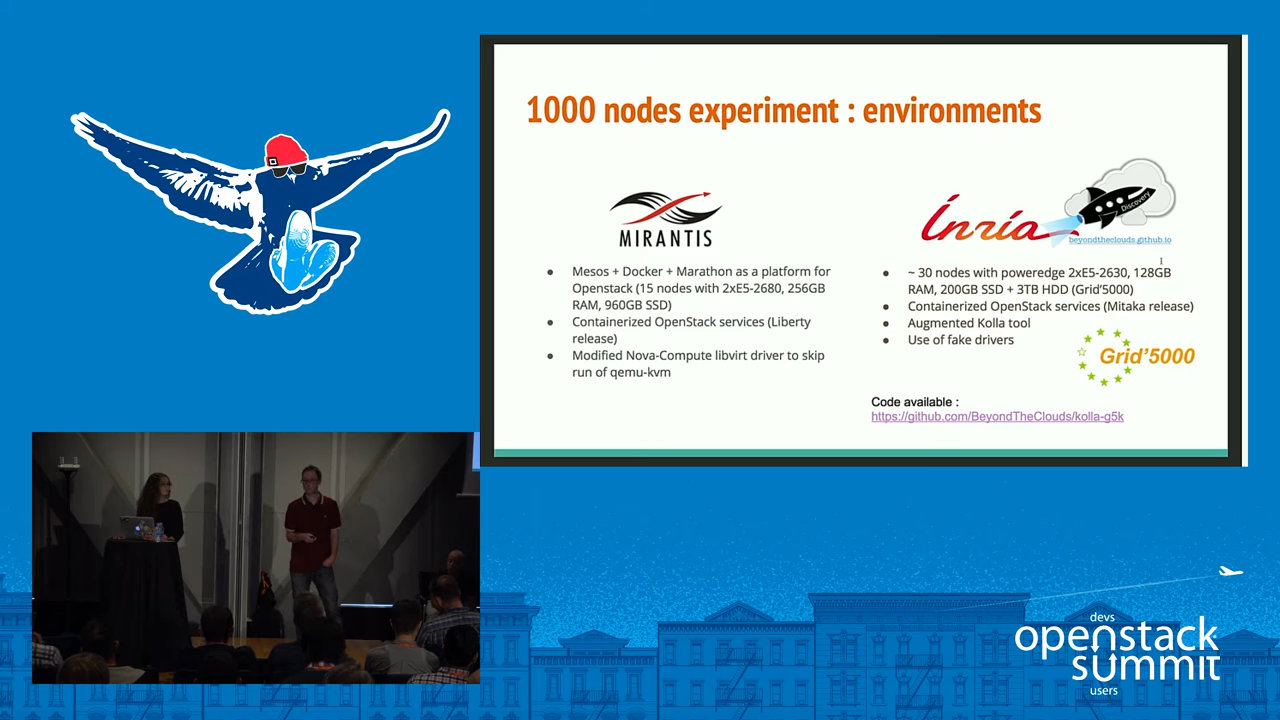 1000 nodes experiment : environments
MIRANTIS
● Mesos + Docker + Marathon as a platform for
Openstack (15 nodes with 2xE5-2680, 256GB
RAM, 960GB SSD)
● Containerized OpenStack services (Liberty
release)
● Modified Nova-Compute libvirt driver to skip
run of qemu-kvm
Inria
Discovery
beyondtheclouds.github.io
● ~ 30 nodes with poweredge 2xE5-2630, 128GB
RAM, 200GB SSD + 3TB HDD (Grid'5000)
● Containerized OpenStack services (Mitaka release)
● Augmented Kolla tool
● Use of fake drivers
Grid'5000
Code available :
https://github.com/BeyondTheClouds/kolla-g5k
devs
openstack
summit
users